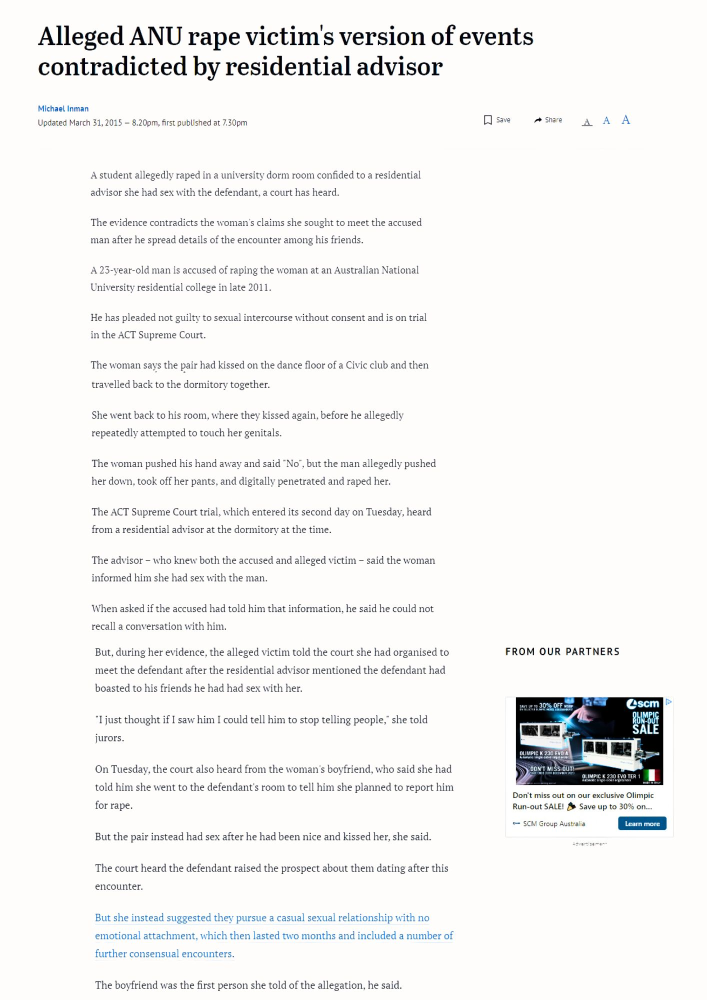 Alleged ANU rape victim's version of events
contradicted by residential advisor
Michael Inman
Updated March 31, 2015 – 8.20pm, first published at 7.30pm
Save
Share
A A A
A student allegedly raped in a university dorm room confided to a residential
advisor she had sex with the defendant, a court has heard.
The evidence contradicts the woman's claims she sought to meet the accused
man after he spread details of the encounter among his friends.
A 23-year-old man is accused of raping the woman at an Australian National
University residential college in late 2011.
He has pleaded not guilty to sexual intercourse without consent and is on trial
in the ACT Supreme Court.
The woman says the pair had kissed on the dance floor of a Civic club and then
travelled back to the dormitory together.
She went back to his room, where they kissed again, before he allegedly
repeatedly attempted to touch her genitals.
The woman pushed his hand away and said "No", but the man allegedly pushed
her down, took off her pants, and digitally penetrated and raped her.
The ACT Supreme Court trial, which entered its second day on Tuesday, heard
from a residential advisor at the dormitory at the time.
The advisor – who knew both the accused and alleged victim – said the woman
informed him she had sex with the man.
When asked if the accused had told him that information, he said he could not
recall a conversation with him.
But, during her evidence, the alleged victim told the court she had organised to
meet the defendant after the residential advisor mentioned the defendant had
boasted to his friends he had had sex with her.
"I just thought if I saw him I could tell him to stop telling people," she told
jurors.
On Tuesday, the court also heard from the woman's boyfriend, who said she had
told him she went to the defendant's room to tell him she planned to report him
for rape.
But the pair instead had sex after he had been nice and kissed her, she said.
The court heard the defendant raised the prospect about them dating after this
encounter.
But she instead suggested they pursue a casual sexual relationship with no
emotional attachment, which then lasted two months and included a number of
further consensual encounters.
The boyfriend was the first person she told of the allegation, he said.
FROM OUR PARTNERS
SAVE UP TO 30% OFF MSRP
ON SELECTED OLIMPIC MODEL EDGEBANDERS!
scm
OLIMPIC
RUN-OUT
SALE
OLIMPIC K 230 EVO A
Automatic single-sided edgebander
DON'T MISS OUT!
SALE ENDS 20TH DECEMBER 2023
OLIMPIC K 230 EVO TER 1
Automatic single-sided edgebander
MADE IN ITALY
Don't miss out on our exclusive Olimpic
Run-out SALE! Save up to 30% on...
SCM Group Australia
Learn more
Advertisement